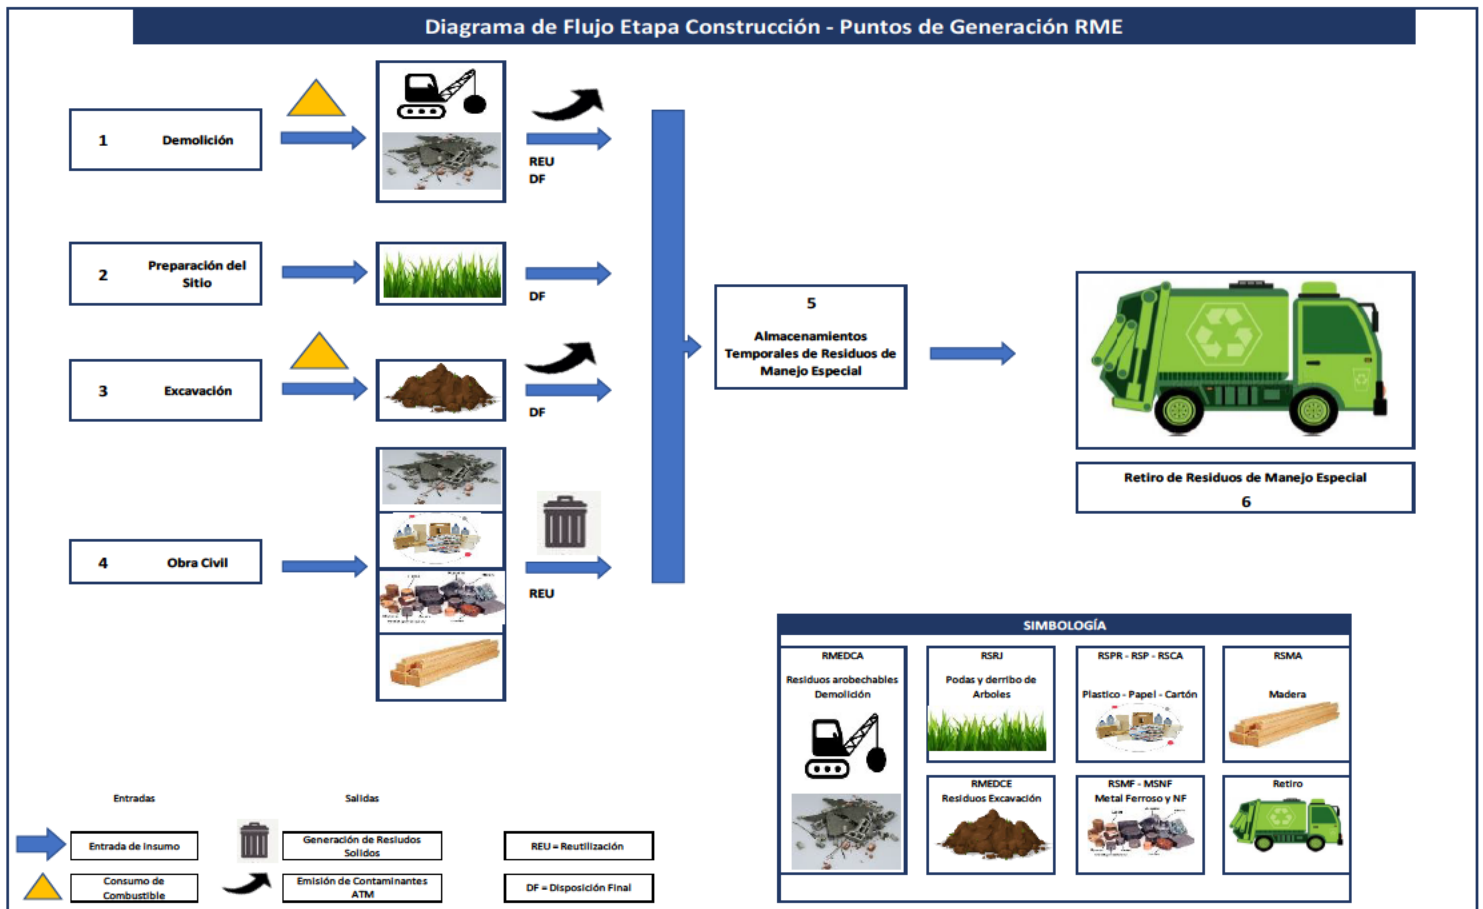 Diagrama de Flujo Etapa Construcción - Puntos de Generación RME
1 Demolición
REU
DF
2 Preparación del
Sitio
DF
3 Excavación
DF
4 Obra Civil
REU
5
Almacenamientos
Temporales de Residuos de
Manejo Especial
Retiro de Residuos de Manejo Especial
6
SIMBOLOGÍA
RMEDCA
Residuos arobechables
Demolición
RSRJ
Podas y derribo de
Arboles
RSPR - RSP - RSCA
Plastico - Papel - Cartón
RSMA
Madera
RMEDCE
Residuos Excavación
RSMF - MSNF
Metal Ferroso y NF
Retiro
Entradas
Salidas
Entrada de Insumo
Generación de Residuos
Solidos
REU = Reutilización
Consumo de
Combustible
Emisión de Contaminantes
ATM
DF = Disposición Final